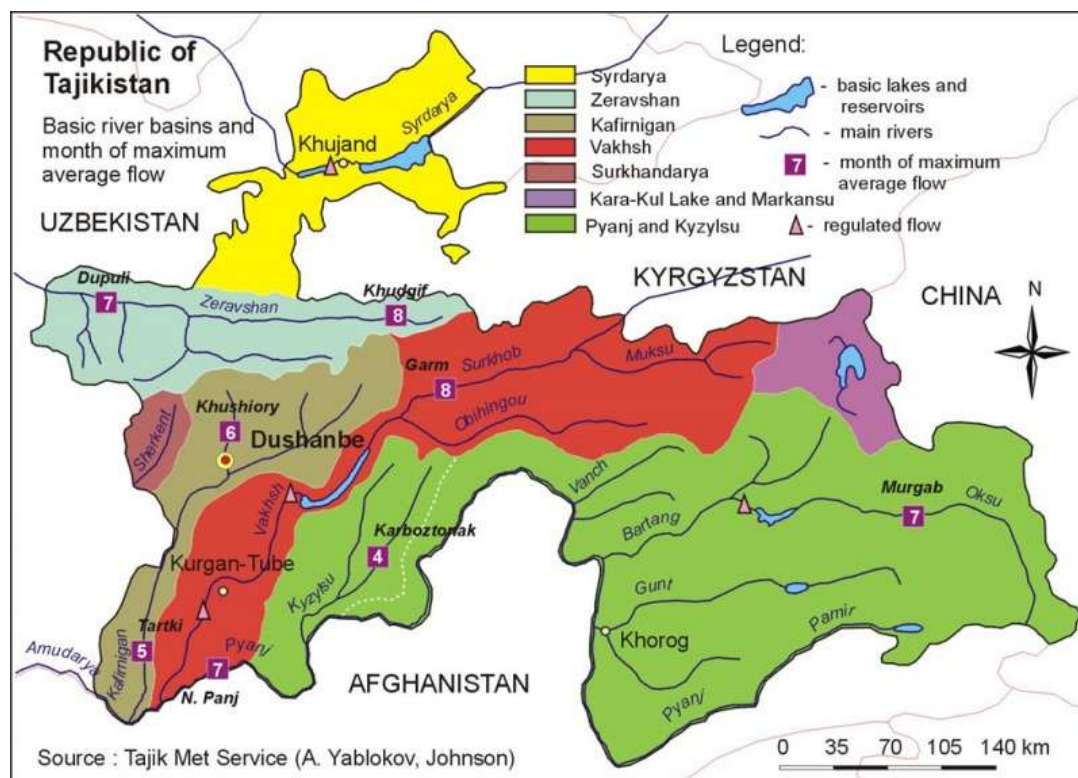 Republic of
Tajikistan
Basic river basins and
month of maximum
average flow
Legend:
Syrdarya
Zeravshan
Kafirnigan
Vakhsh
Surkhandarya
Kara-Kul Lake and Markansu
Pyanj and Kyzylsu
- basic lakes and
reservoirs
- main rivers
7 - month of maximum
average flow
- regulated flow
Syrdarya
Khujand
UZBEKISTAN
KYRGYZSTAN
CHINA
N
Dupuli
7
Zeravshan
Khudgif
8
Garm
8
Surkhob
Muksu
Obihingou
Khushiory
6
Dushanbe
Sherkent
Vakhsh
Vanch
Bartang
Murgab
7
Oksu
Karboztonak
4
Kurgan-Tube
Kyzylsu
Gunt
Pamir
Khorog
Tartki
5
Kafirnigan
Amudarya
Pyanj
7
N. Panj
AFGHANISTAN
Pyanj
Source : Tajik Met Service (A. Yablokov, Johnson)
0 35 70 105 140 km